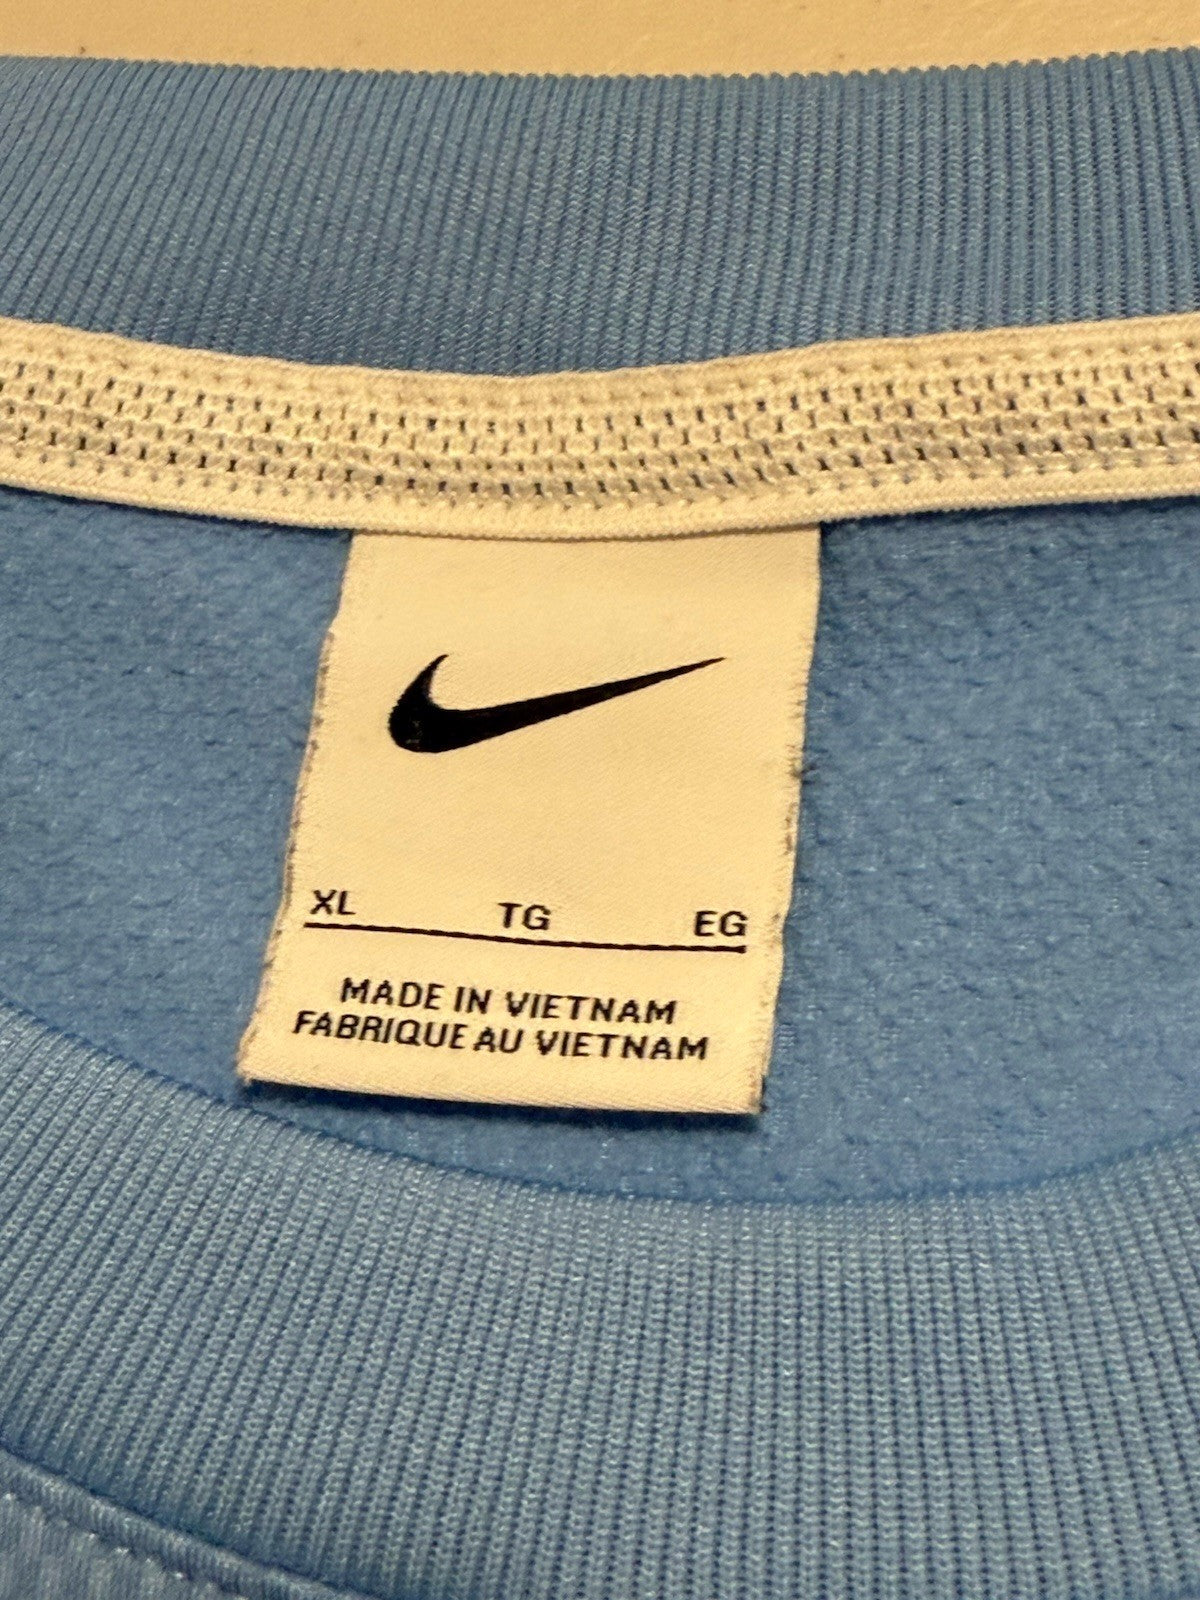 XL TG EG
MADE IN VIETNAM
FABRIQUE AU VIETNAM